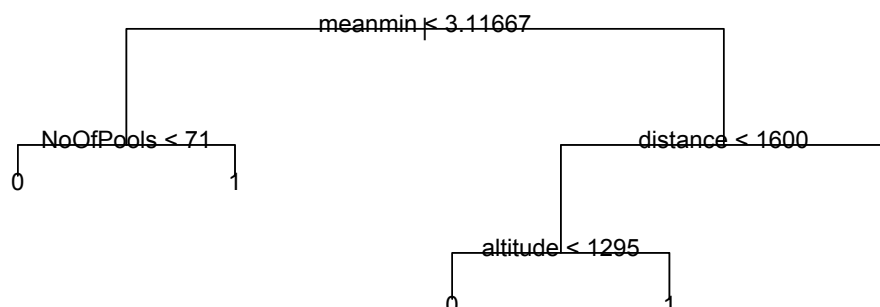 meanmin < 3.11667
NoOfPools < 71
distance < 1600
0
1
altitude < 1295
0
1